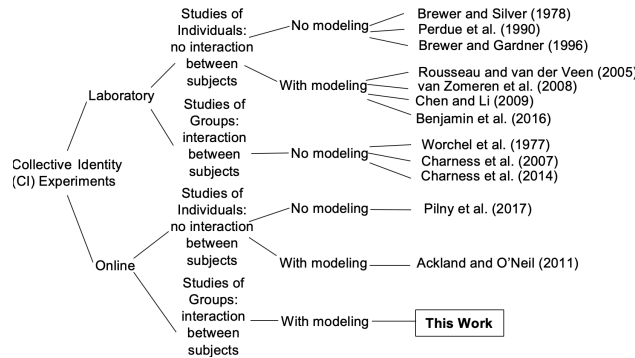 Collective Identity
(CI) Experiments
Laboratory
Studies of
Individuals:
no interaction
between
subjects
No modeling
Brewer and Silver (1978)
Perdue et al. (1990)
Brewer and Gardner (1996)
With modeling
Rousseau and van der Veen (2005)
van Zomeren et al. (2008)
Chen and Li (2009)
Benjamin et al. 2016)
Studies of
Groups:
interaction
between
subjects
No modeling
Worchel et al. (1977)
Charness et al. (2007)
Charness et al. (2014)
Online
Studies of
Individuals:
no interaction
between
subjects
No modeling
Pilny et al. (2017)
With modeling
Ackland and O'Neil (2011)
Studies of
Groups:
interaction
between
subjects
With modeling
This Work